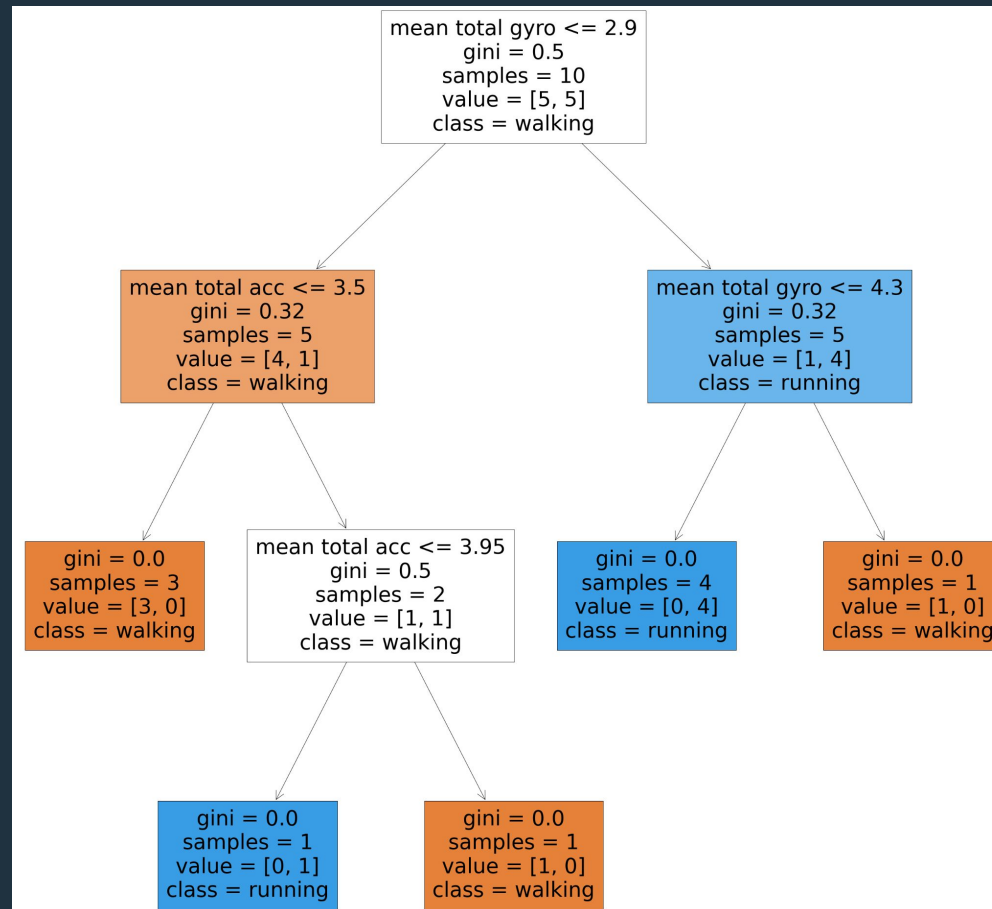 mean total gyro <= 2.9
gini = 0.5
samples = 10
value = [5, 5]
class = walking
mean total acc <= 3.5
gini = 0.32
samples = 5
value = [4, 1]
class = walking
mean total gyro <= 4.3
gini = 0.32
samples = 5
value = [1, 4]
class = running
gini = 0.0
samples = 3
value = [3, 0]
class = walking
mean total acc <= 3.95
gini = 0.5
samples = 2
value = [1, 1]
class = walking
gini = 0.0
samples = 4
value = [0, 4]
class = running
gini = 0.0
samples = 1
value = [1, 0]
class = walking
gini = 0.0
samples = 1
value = [0, 1]
class = running
gini = 0.0
samples = 1
value = [1, 0]
class = walking